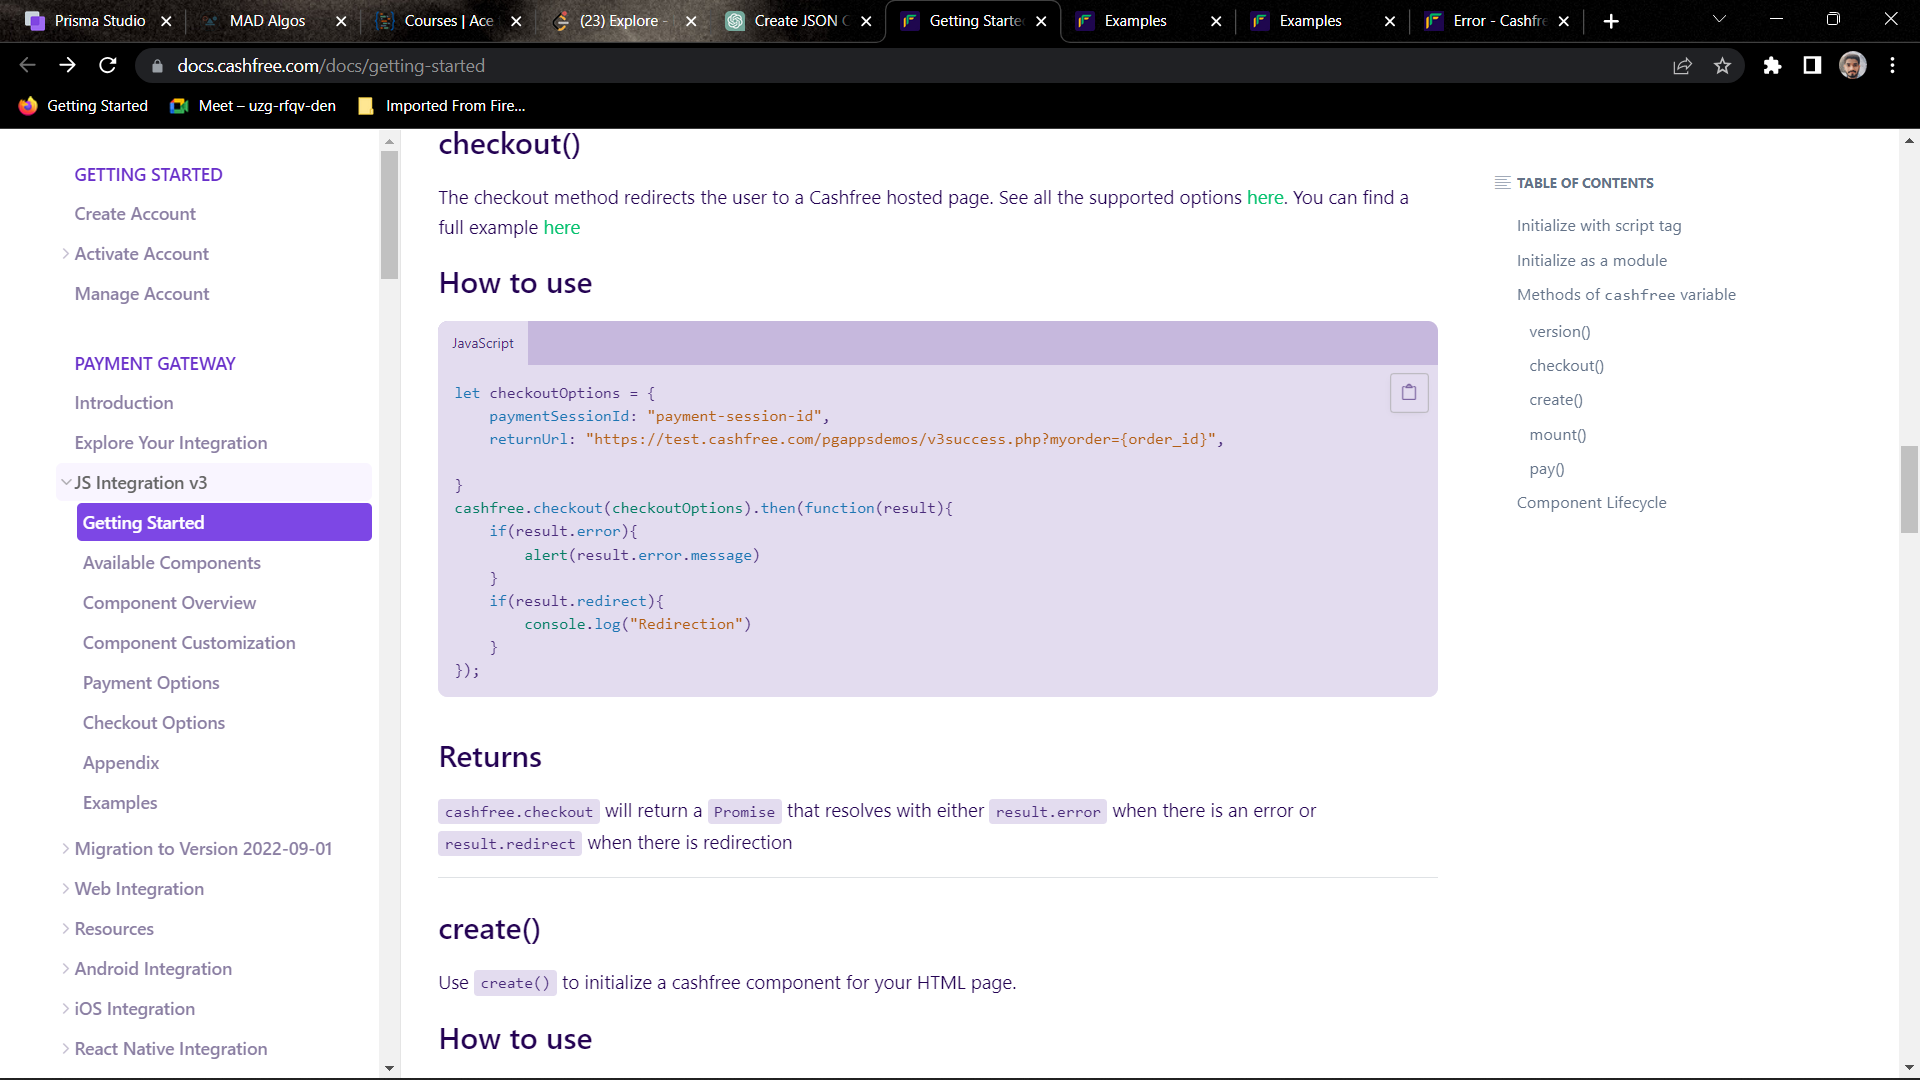 Prisma Studio
MAD Algos
Courses | Ace
(23) Explore -
Create JSON C
Getting Starte
Examples
Examples
Error - Cashfre
docs.cashfree.com/docs/getting-started
Getting Started
Meet – uzg-rfqv-den
Imported From Fire...
GETTING STARTED
Create Account
Activate Account
Manage Account
PAYMENT GATEWAY
Introduction
Explore Your Integration
JS Integration v3
Getting Started
Available Components
Component Overview
Component Customization
Payment Options
Checkout Options
Appendix
Examples
Migration to Version 2022-09-01
Web Integration
Resources
Android Integration
iOS Integration
React Native Integration
checkout()
The checkout method redirects the user to a Cashfree hosted page. See all the supported options here. You can find a
full example here
How to use
JavaScript
let checkoutOptions = {
paymentSessionId: "payment-session-id",
returnUrl: "https://test.cashfree.com/pgappsdemos/v3success.php?myorder={order_id}",
}
cashfree.checkout(checkoutOptions).then(function(result){
if(result.error){
alert(result.error.message)
}
if(result.redirect){
console.log("Redirection")
}
});
Returns
cashfree.checkout will return a Promise that resolves with either result.error when there is an error or
result.redirect when there is redirection
create()
Use create() to initialize a cashfree component for your HTML page.
How to use
TABLE OF CONTENTS
Initialize with script tag
Initialize as a module
Methods of cashfree variable
version()
checkout()
create()
mount()
pay()
Component Lifecycle